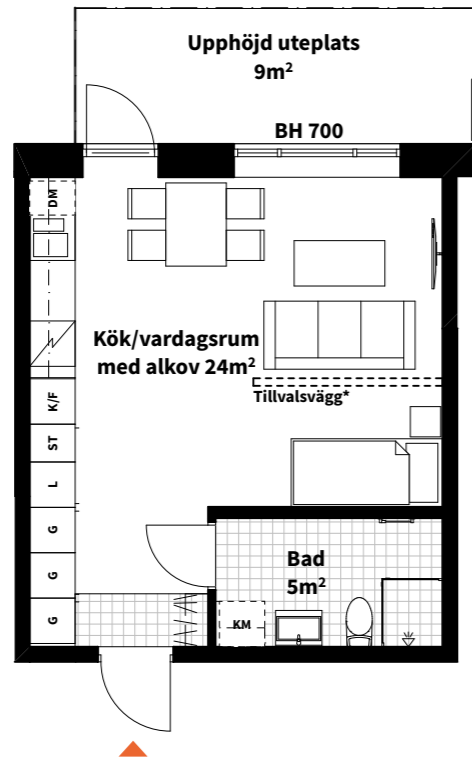 Upphöjd uteplats
9m²
BH 700
DM
Kök/vardagsrum
med alkov 24m²
K/F
Tillvalsvägg*
ST
L
G
G
G
Bad
5m²
KM